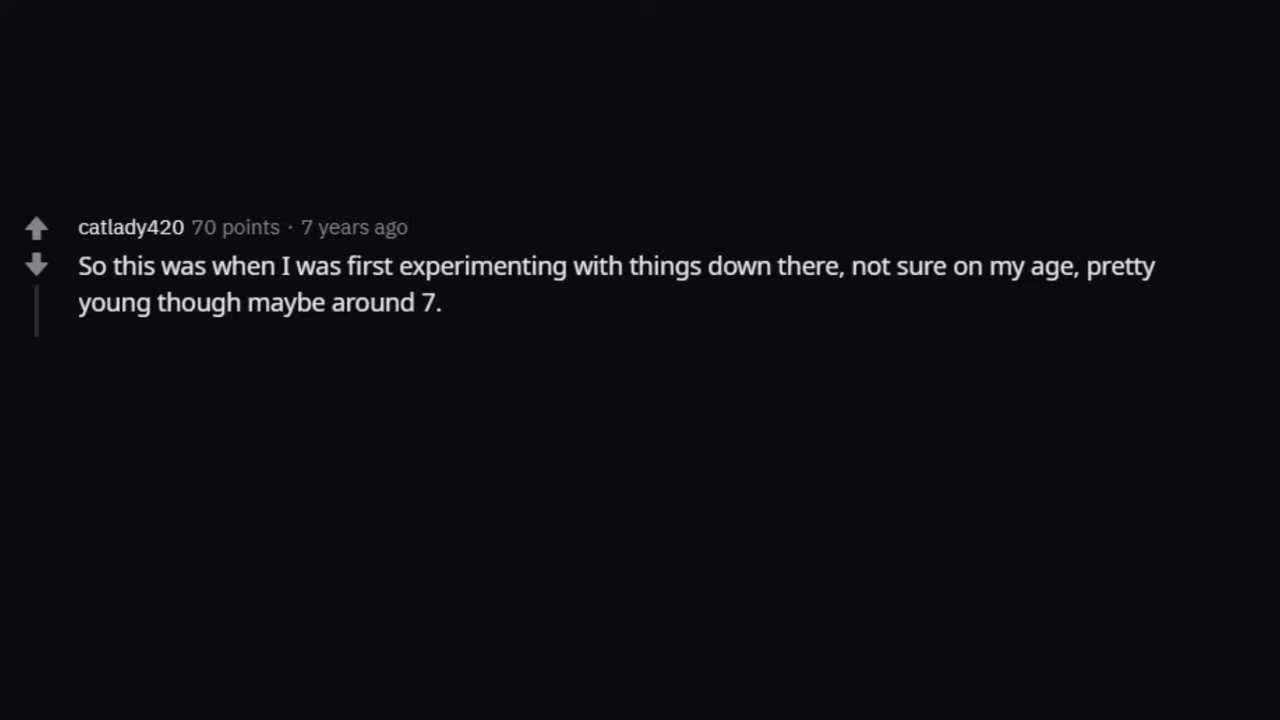 catlady420 70 points · 7 years ago
So this was when I was first experimenting with things down there, not sure on my age, pretty
young though maybe around 7.